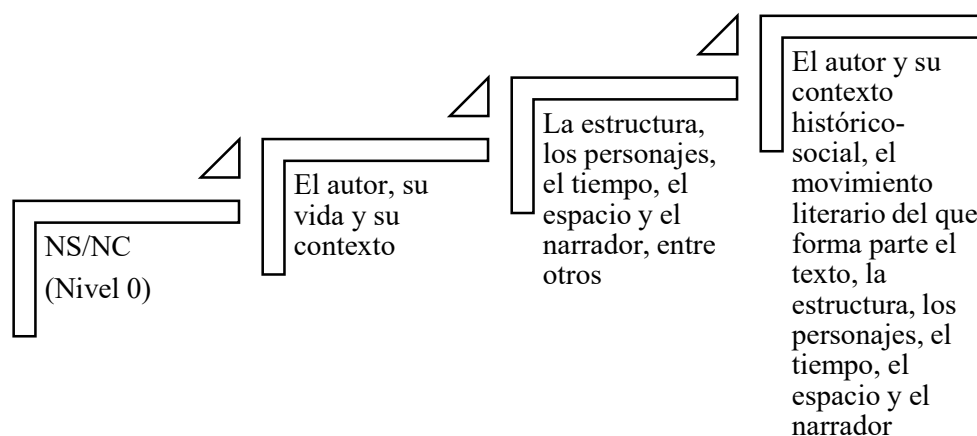 NS/NC
(Nivel 0)
El autor, su
vida y su
contexto
La estructura,
los personajes,
el tiempo, el
espacio y el
narrador, entre
otros
El autor y su
contexto
histórico-
social, el
movimiento
literario del que
forma parte el
texto, la
estructura, los
personajes, el
tiempo, el
espacio y el
narrador